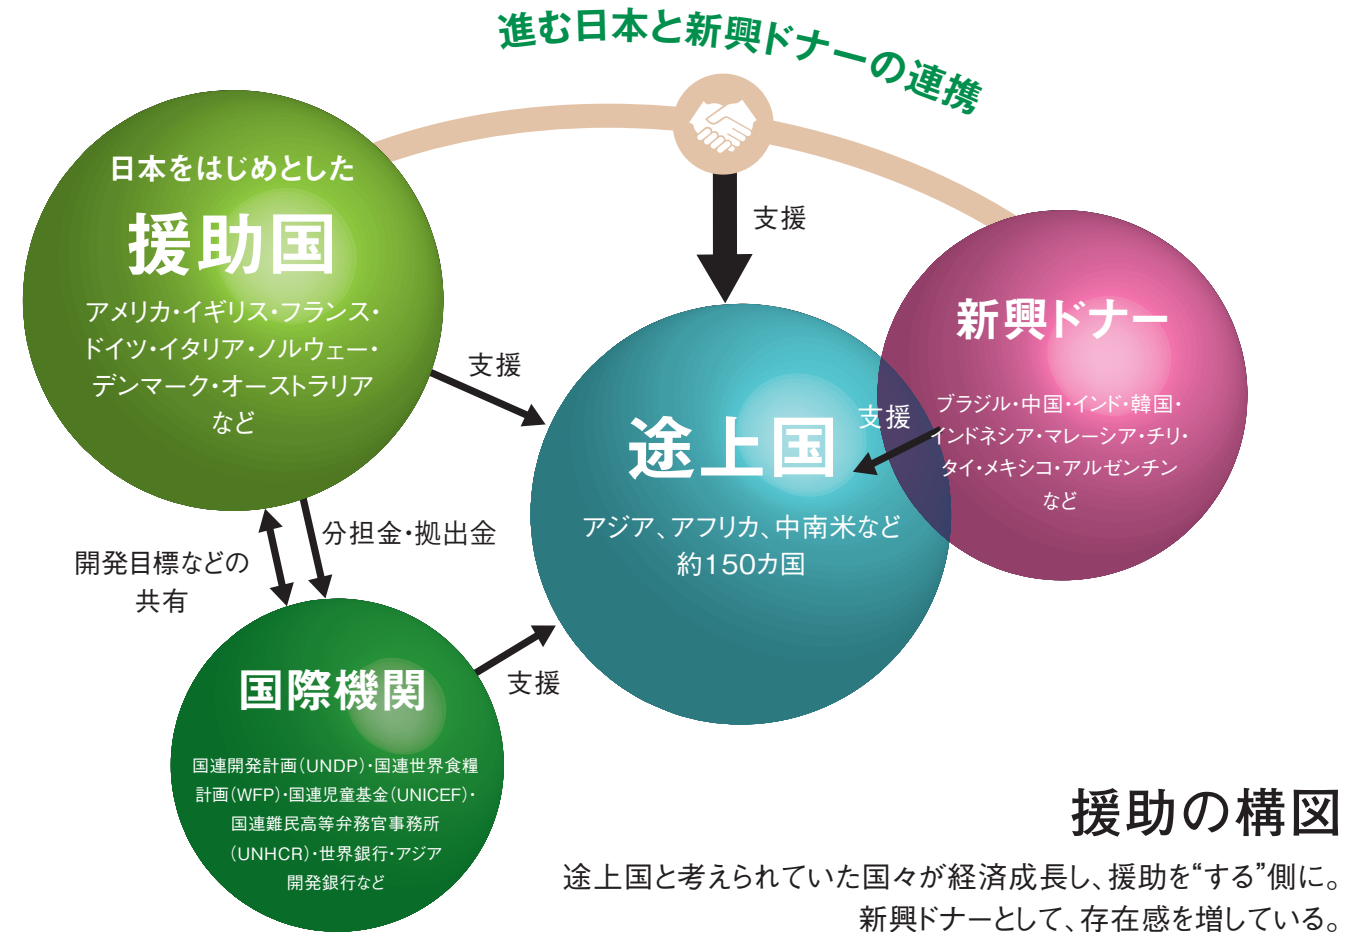 進む日本と新興ドナーの連携
日本をはじめとした
援助国
アメリカ・イギリス・フランス・
ドイツ・イタリア・ノルウェー・
デンマーク・オーストラリア
など
支援
支援
新興ドナー
ブラジル・中国・インド・韓国・
インドネシア・マレーシア・チリ・
タイ・メキシコ・アルゼンチン
など
支援
途上国
アジア、アフリカ、中南米など
約150カ国
分担金・拠出金
開発目標などの
共有
国際機関
国連開発計画（UNDP）・国連世界食糧
計画（WFP）・国連児童基金（UNICEF）・
国連難民高等弁務官事務所
（UNHCR）・世界銀行・アジア
開発銀行など
支援
援助の構図
途上国と考えられていた国々が経済成長し、援助を“する”側に。
新興ドナーとして、存在感を増している。